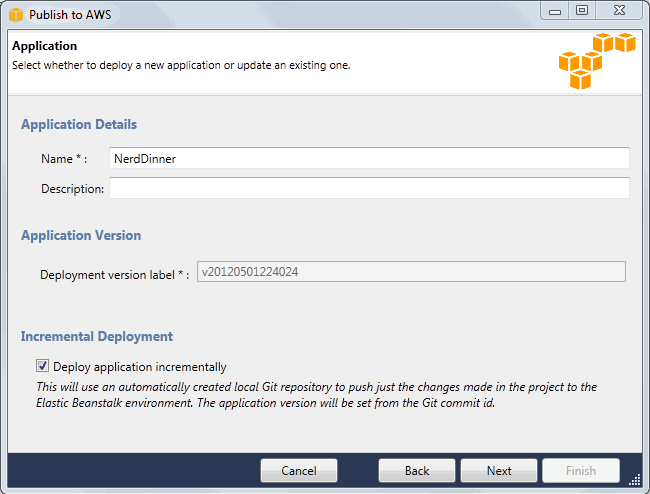 Publish to AWS
Application
Select whether to deploy a new application or update an existing one.
Application Details
Name * : NerdDinner
Description:
Application Version
Deployment version label * : v20120501224024
Incremental Deployment
Deploy application incrementally
This will use an automatically created local Git repository to push just the changes made in the project to the
Elastic Beanstalk environment. The application version will be set from the Git commit id.
Cancel Back Next Finish